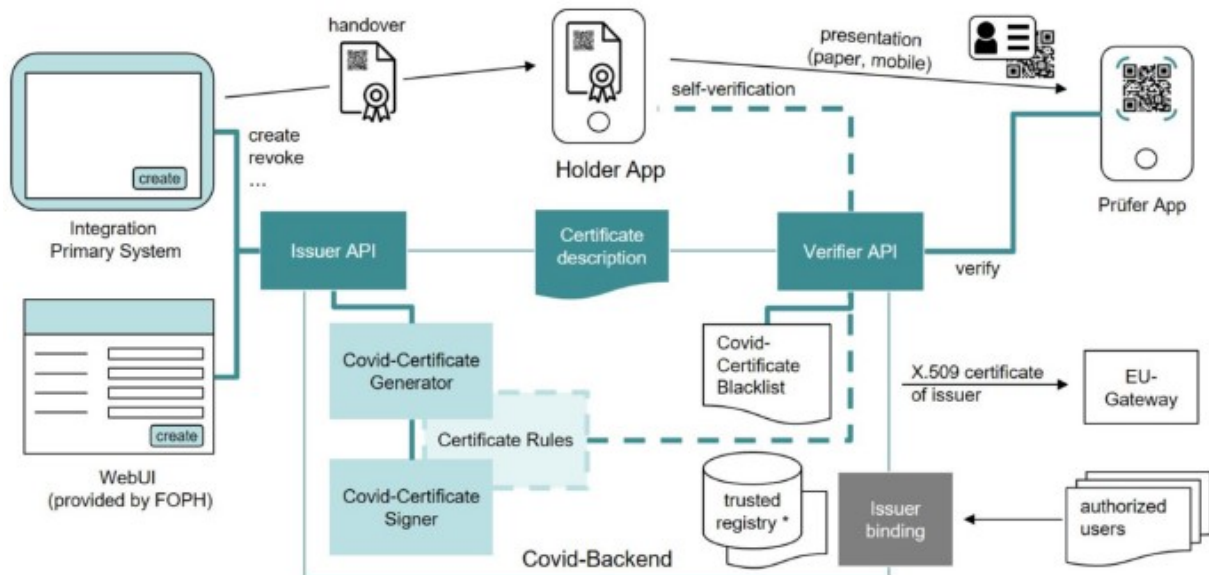 handover
presentation
(paper, mobile)
self-verification
create
revoke
...
create
Holder App
Integration
Primary System
Prüfer App
Issuer API
Certificate
description
Verifier API
verify
Covid-Certificate
Generator
Covid-
Certificate
Blacklist
X.509 certificate
of issuer
EU-
Gateway
create
Certificate Rules
WebUI
(provided by FOPH)
Covid-Certificate
Signer
trusted
registry *
Issuer
binding
authorized
users
Covid-Backend